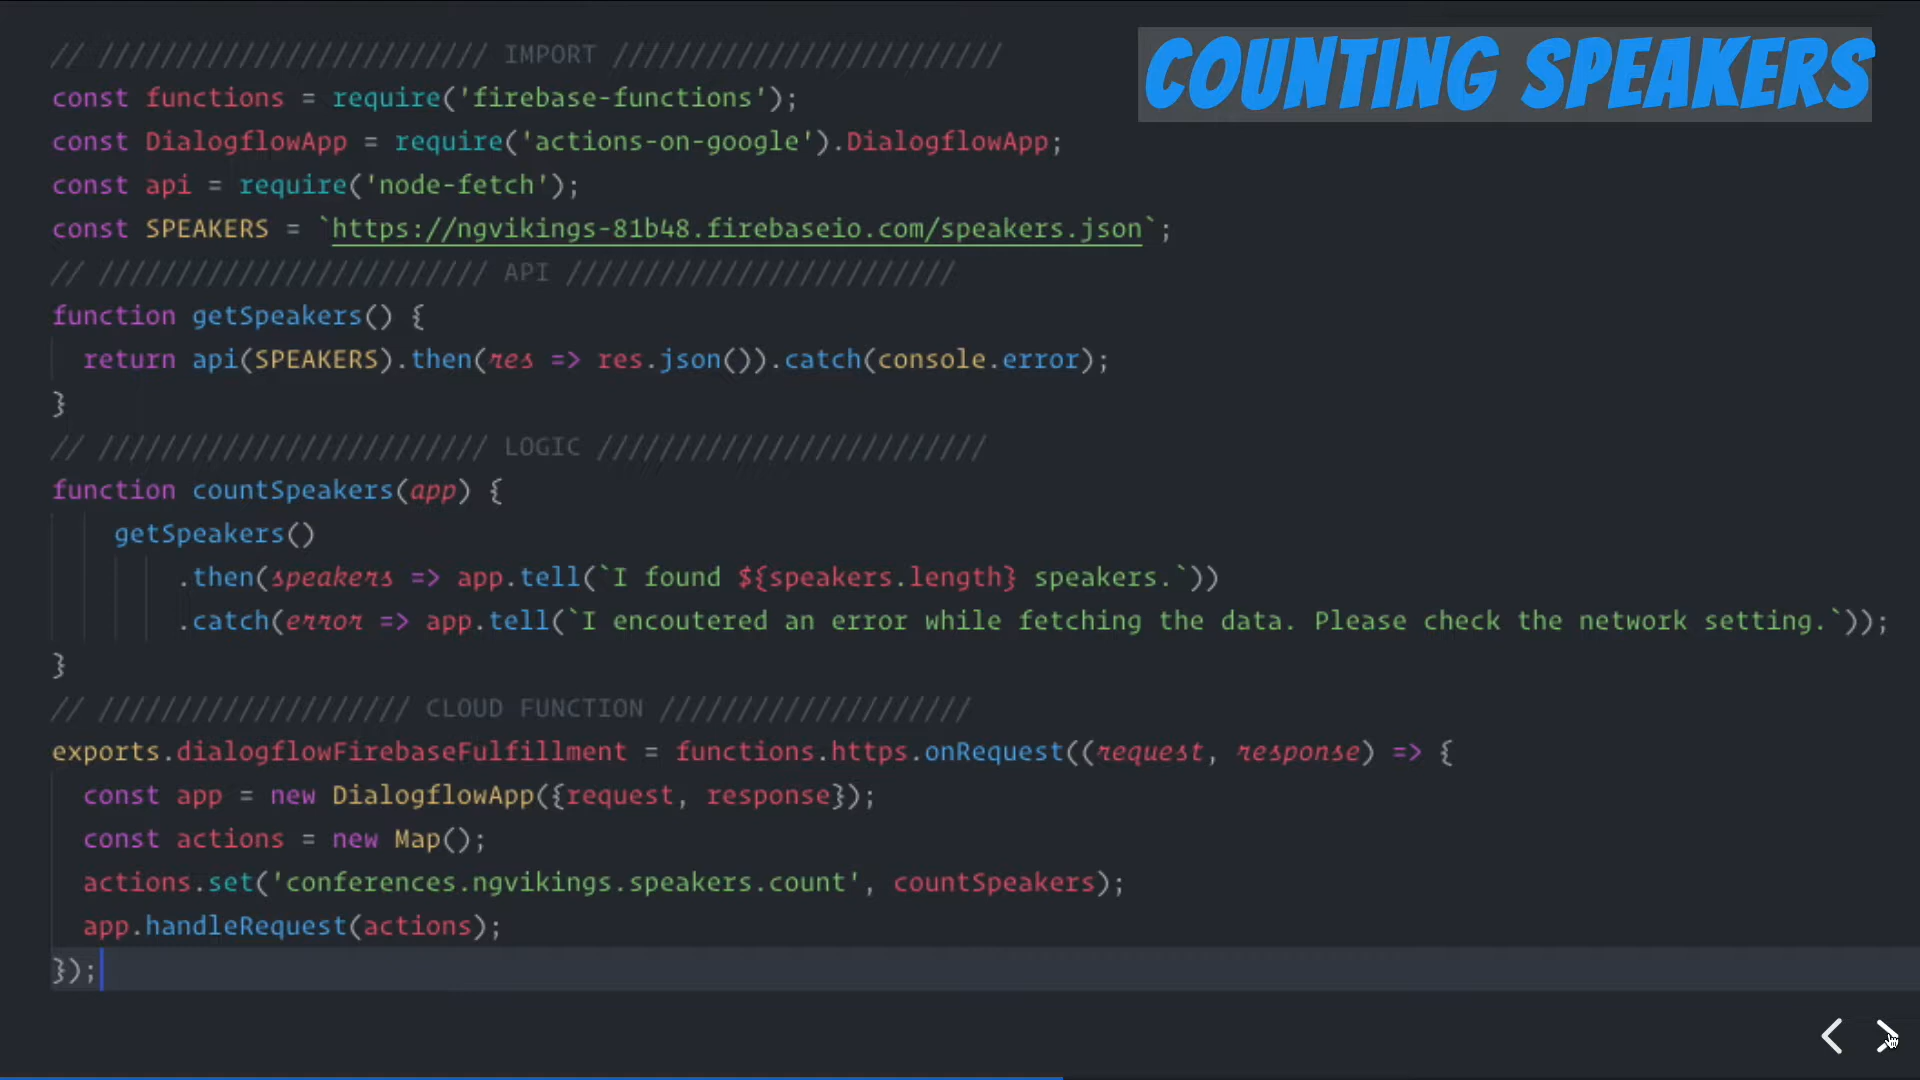 COUNTING SPEAKERS
// ///////////////////////// IMPORT /////////////////////////
const functions = require('firebase-functions');
const DialogflowApp = require('actions-on-google').DialogflowApp;
const api = require('node-fetch');
const SPEAKERS = `https://ngvikings-81b48.firebaseio.com/speakers.json`;
// ///////////////////////// API /////////////////////////
function getSpeakers() {
  return api(SPEAKERS).then(res => res.json()).catch(console.error);
}
// ///////////////////////// LOGIC /////////////////////////
function countSpeakers(app) {
    getSpeakers()
        .then(speakers => app.tell(`I found ${speakers.length} speakers.`))
        .catch(error => app.tell(`I encoutered an error while fetching the data. Please check the network setting.`));
}
// //////////////////// CLOUD FUNCTION ////////////////////
exports.dialogflowFirebaseFulfillment = functions.https.onRequest((request, response) => {
  const app = new DialogflowApp({request, response});
  const actions = new Map();
  actions.set('conferences.ngvikings.speakers.count', countSpeakers);
  app.handleRequest(actions);
});